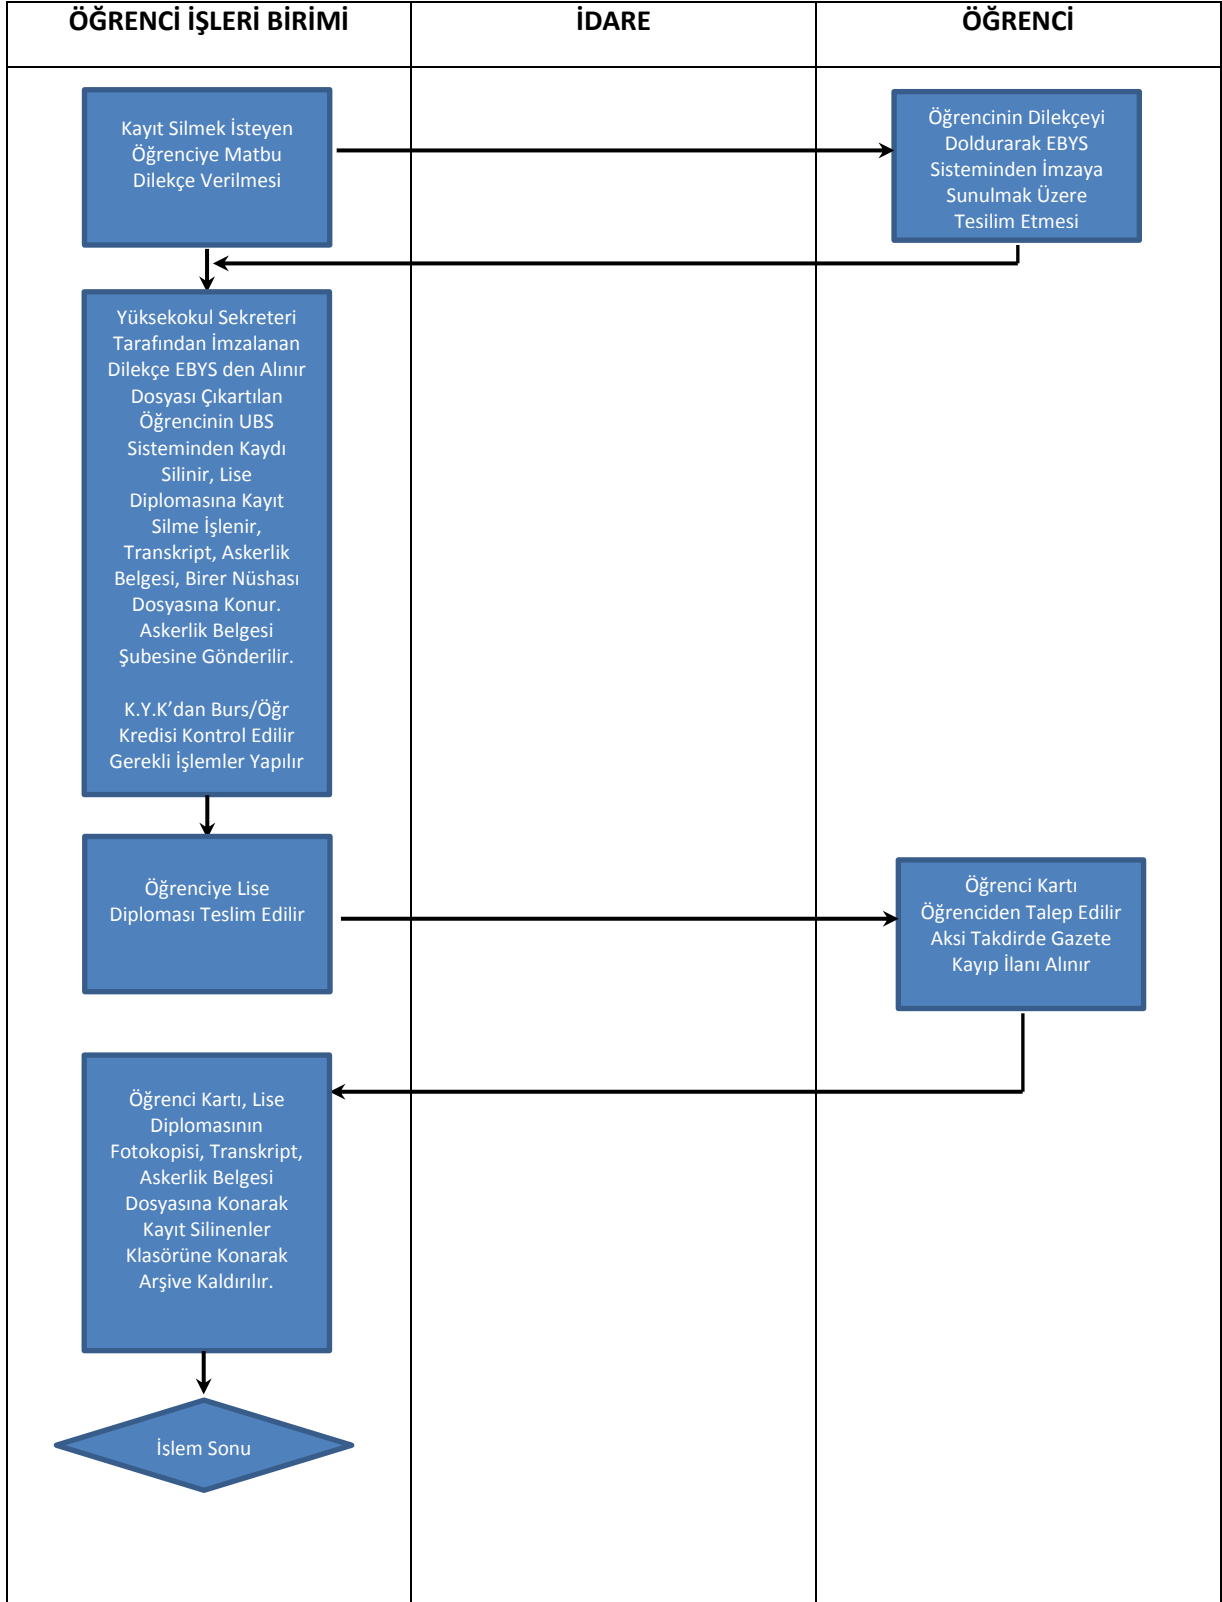 ÖĞRENCİ İŞLERİ BİRİMİ
İDARE
ÖĞRENCİ
Kayıt Silmek İsteyen
Öğrenciye Matbu
Dilekçe Verilmesi
Öğrencinin Dilekçeyi
Doldurarak EBYS
Sisteminden İmzaya
Sunulmak Üzere
Tesilim Etmesi
Yüksekokul Sekreteri
Tarafından İmzalanan
Dilekçe EBYS den Alınır
Dosyası Çıkartılan
Öğrencinin UBS
Sisteminden Kaydı
Silinir, Lise
Diplomasına Kayıt
Silme İşlenir,
Transkript, Askerlik
Belgesi, Birer Nüshası
Dosyasına Konur.
Askerlik Belgesi
Şubesine Gönderilir.
K.Y.K’dan Burs/Öğr
Kredisi Kontrol Edilir
Gerekli İşlemler Yapılır
Öğrenciye Lise
Diploması Teslim Edilir
Öğrenci Kartı
Öğrenciden Talep Edilir
Aksi Takdirde Gazete
Kayıp İlanı Alınır
Öğrenci Kartı, Lise
Diplomasının
Fotokopisi, Transkript,
Askerlik Belgesi
Dosyasına Konarak
Kayıt Silinenler
Klasörüne Konarak
Arşive Kaldırılır.
İşlem Sonu